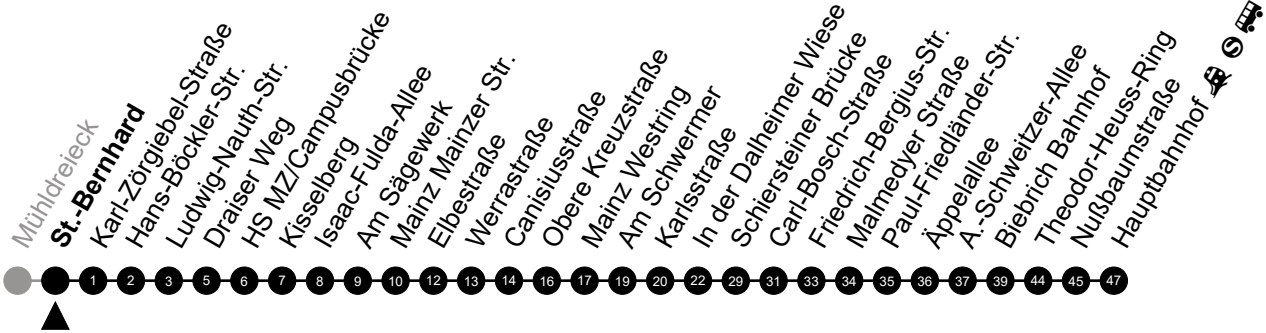 Mühldreieck
St.-Bernhard
Karl-Zörgiebel-Straße
Hans-Böckler-Str.
Ludwig-Nauth-Str.
Draiser Weg
HS MZ/Campusbrücke
Kisselberg
Isaac-Fulda-Allee
Am Sägewerk
Mainz Mainzer Str.
Elbestraße
Werrastraße
Canisiusstraße
Obere Kreuzstraße
Mainz Westring
Am Schwermer
Karlsstraße
In der Dalheimer Wiese
Schiersteiner Brücke
Carl-Bosch-Straße
Friedrich-Bergius-Str.
Malmedyer Straße
Paul-Friedländer-Str.
Äppelallee
A.-Schweitzer-Allee
Biebrich Bahnhof
Theodor-Heuss-Ring
Nußbaumstraße
Hauptbahnhof S
1 2 3 5 6 7 8 9 10 12 13 14 16 17 19 20 22 29 31 33 34 35 36 37 39 44 45 47